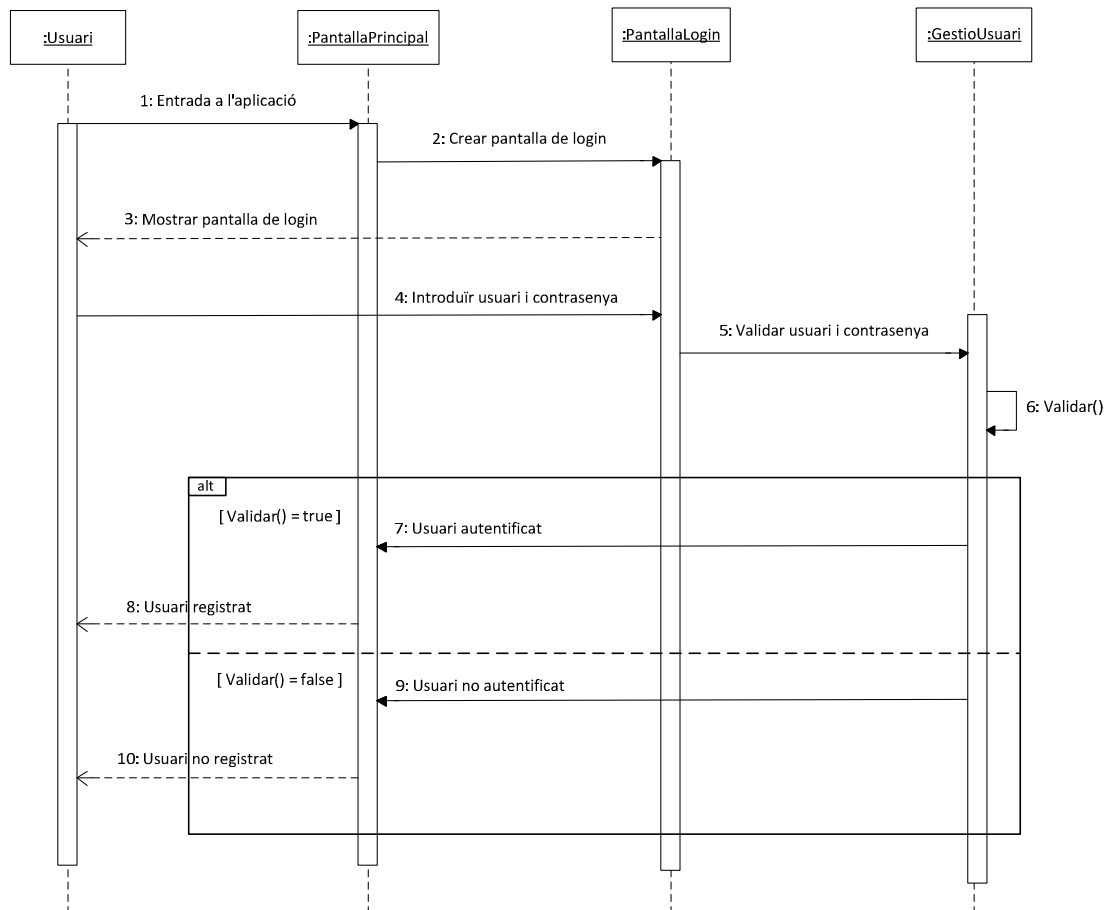 :Usuari
:PantallaPrincipal
:PantallaLogin
:GestioUsuari
1: Entrada a l'aplicació
2: Crear pantalla de login
3: Mostrar pantalla de login
4: Introduïr usuari i contrasenya
5: Validar usuari i contrasenya
6: Validar()
alt
[ Validar() = true ]
7: Usuari autentificat
8: Usuari registrat
[ Validar() = false ]
9: Usuari no autentificat
10: Usuari no registrat